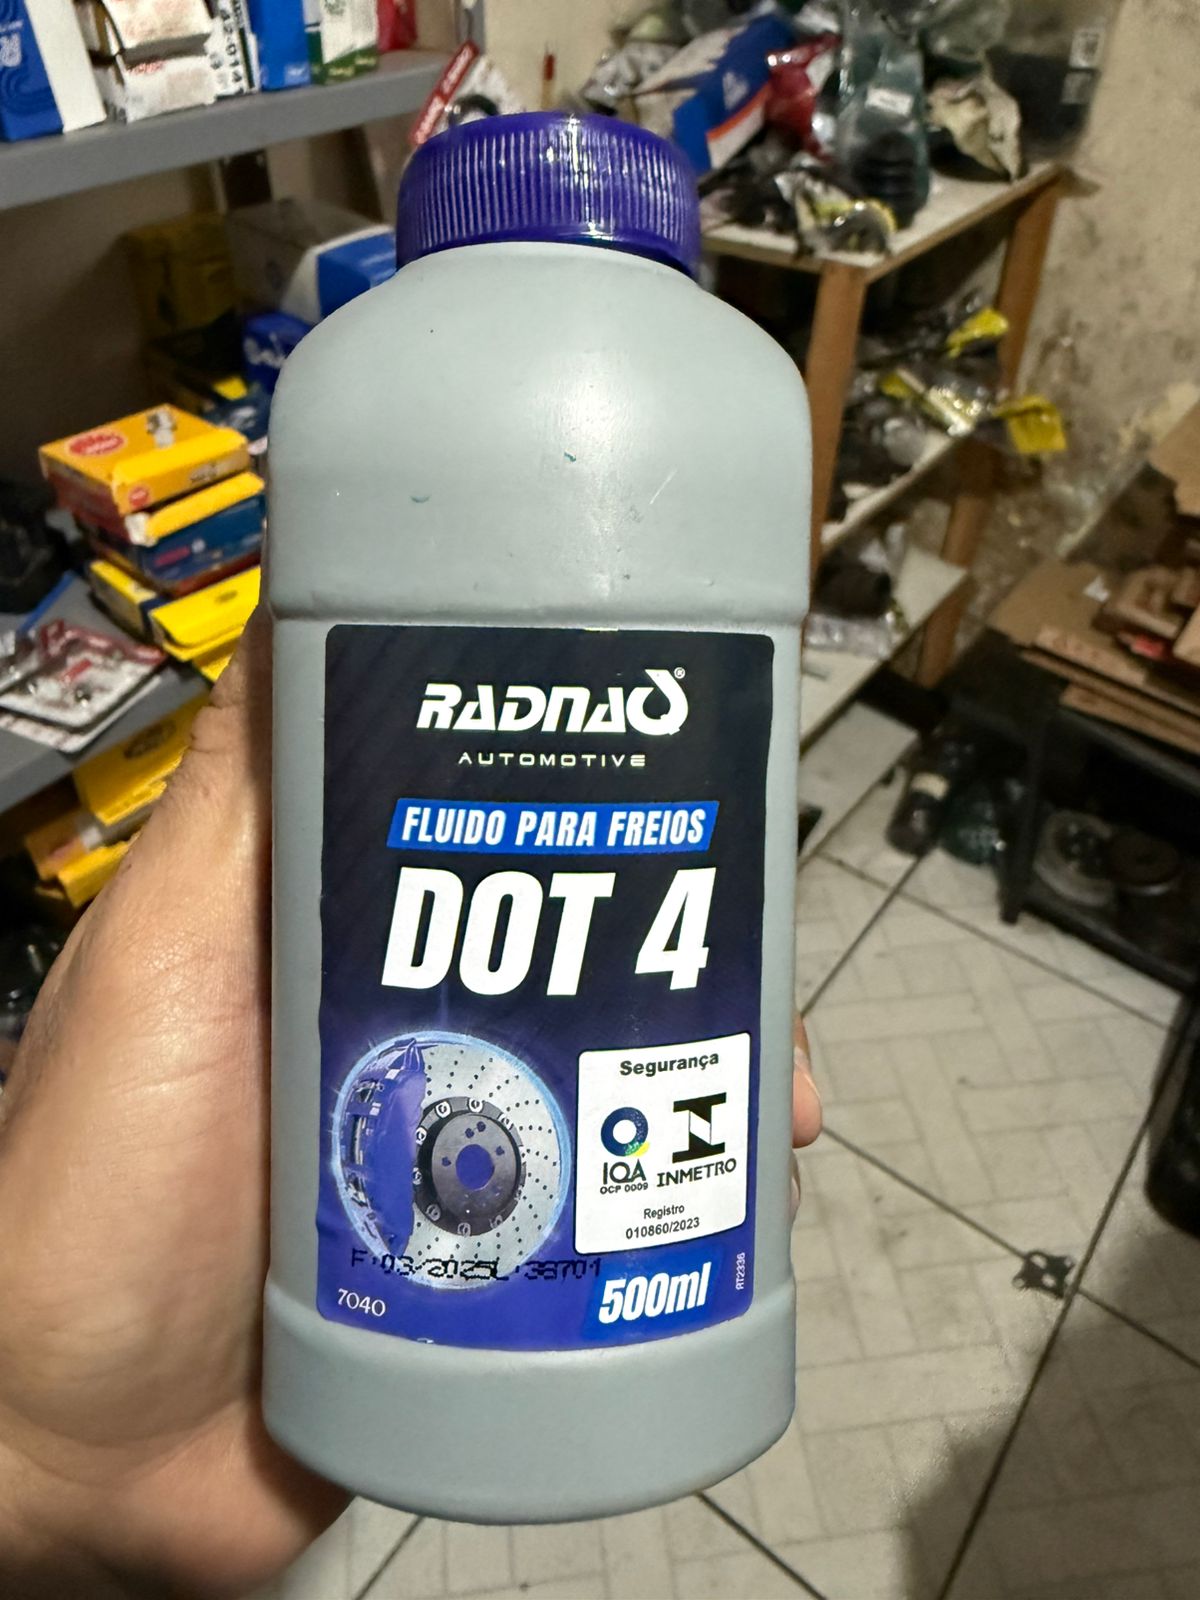 RADNAQ®
AUTOMOTIVE
FLUIDO PARA FREIOS
DOT 4
Segurança
IQA
OCP 0009
INMETRO
Registro
010860/2023
F:03/2025L:38701
7040
500ml
RT2336